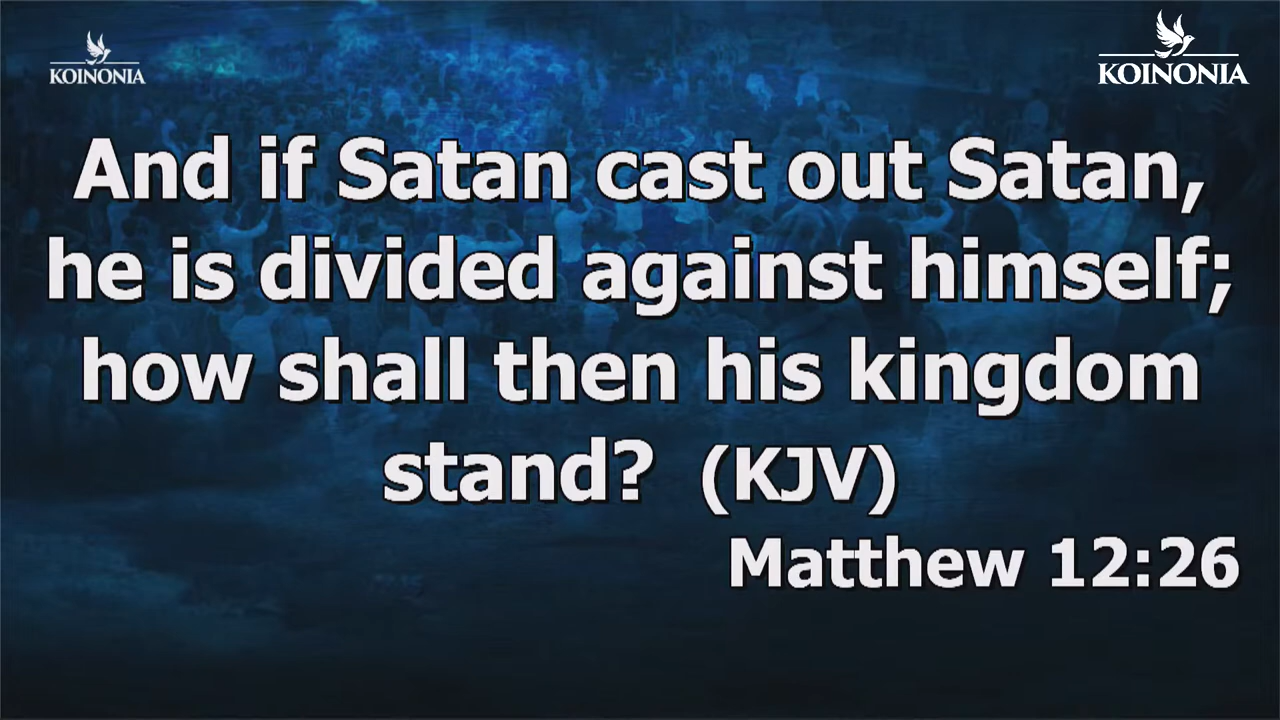 KOINONIA
KOINONIA
And if Satan cast out Satan,
he is divided against himself;
how shall then his kingdom
stand? (KJV)
Matthew 12:26